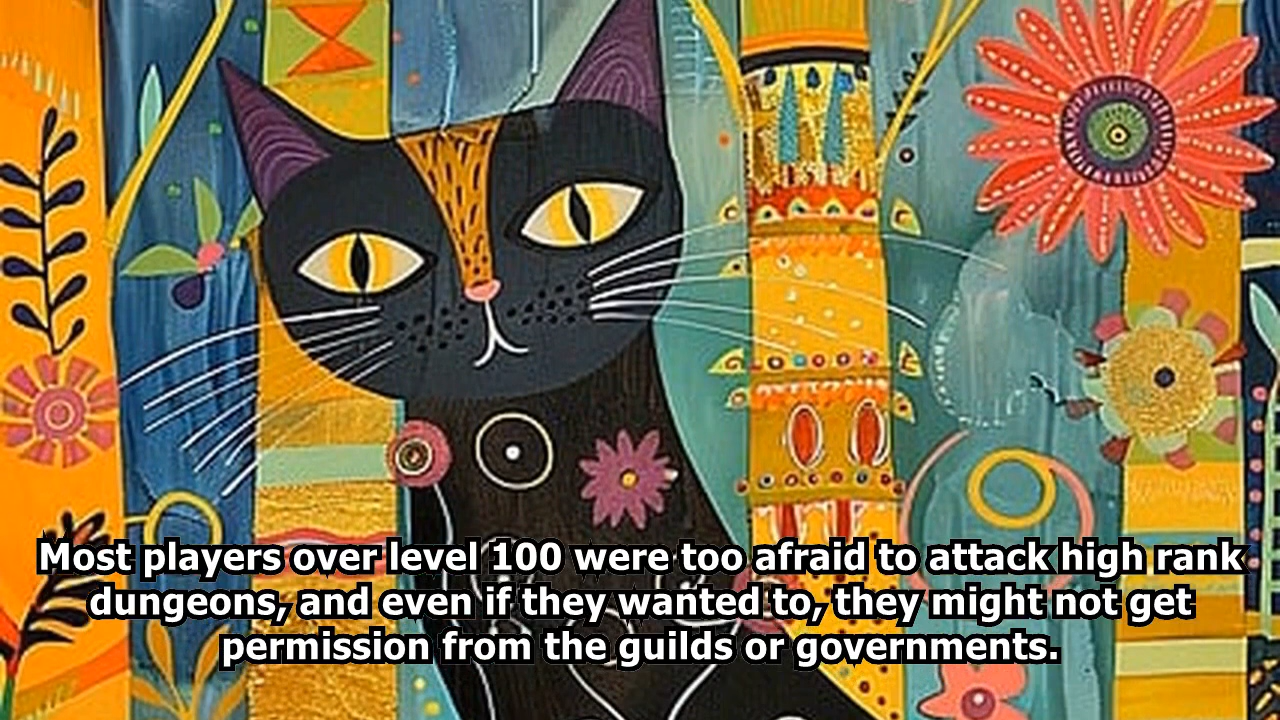 Most players over level 100 were too afraid to attack high rank
dungeons, and even if they wanted to, they might not get
permission from the guilds or governments.